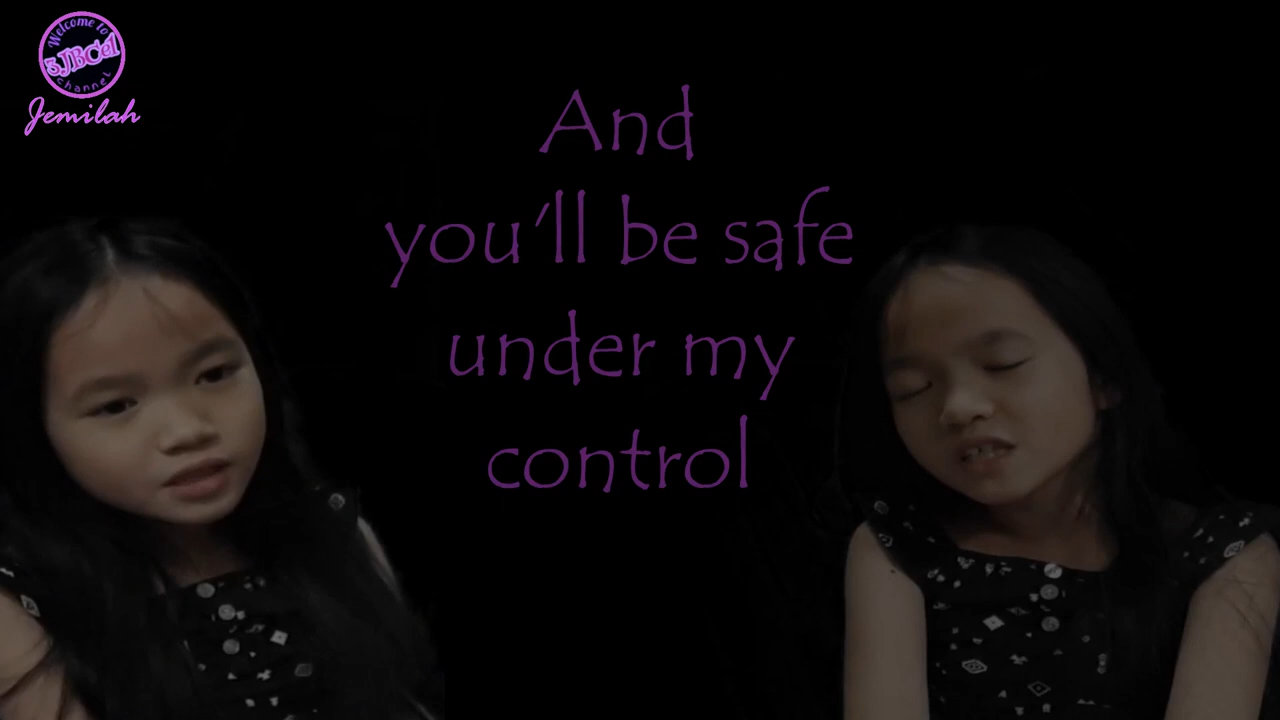 Welcome to
3JBCel
channel
Jemilah
And
you'll be safe
under my
control